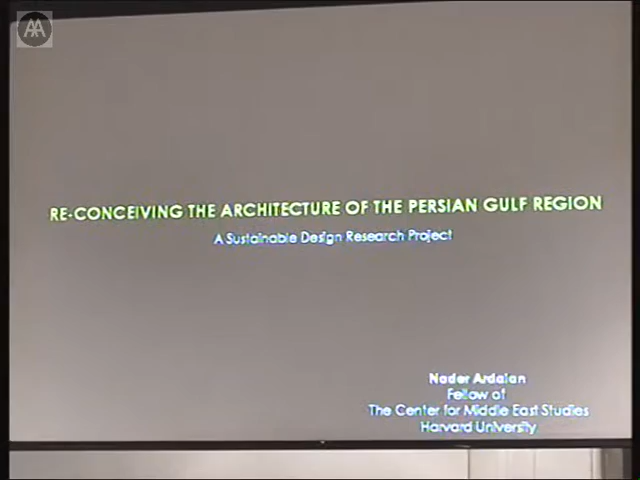 AA
RE-CONCEIVING THE ARCHITECTURE OF THE PERSIAN GULF REGION
A Sustainable Design Research Project
Nader Ardalan
Fellow of
The Center for Middle East Studies
Harvard University